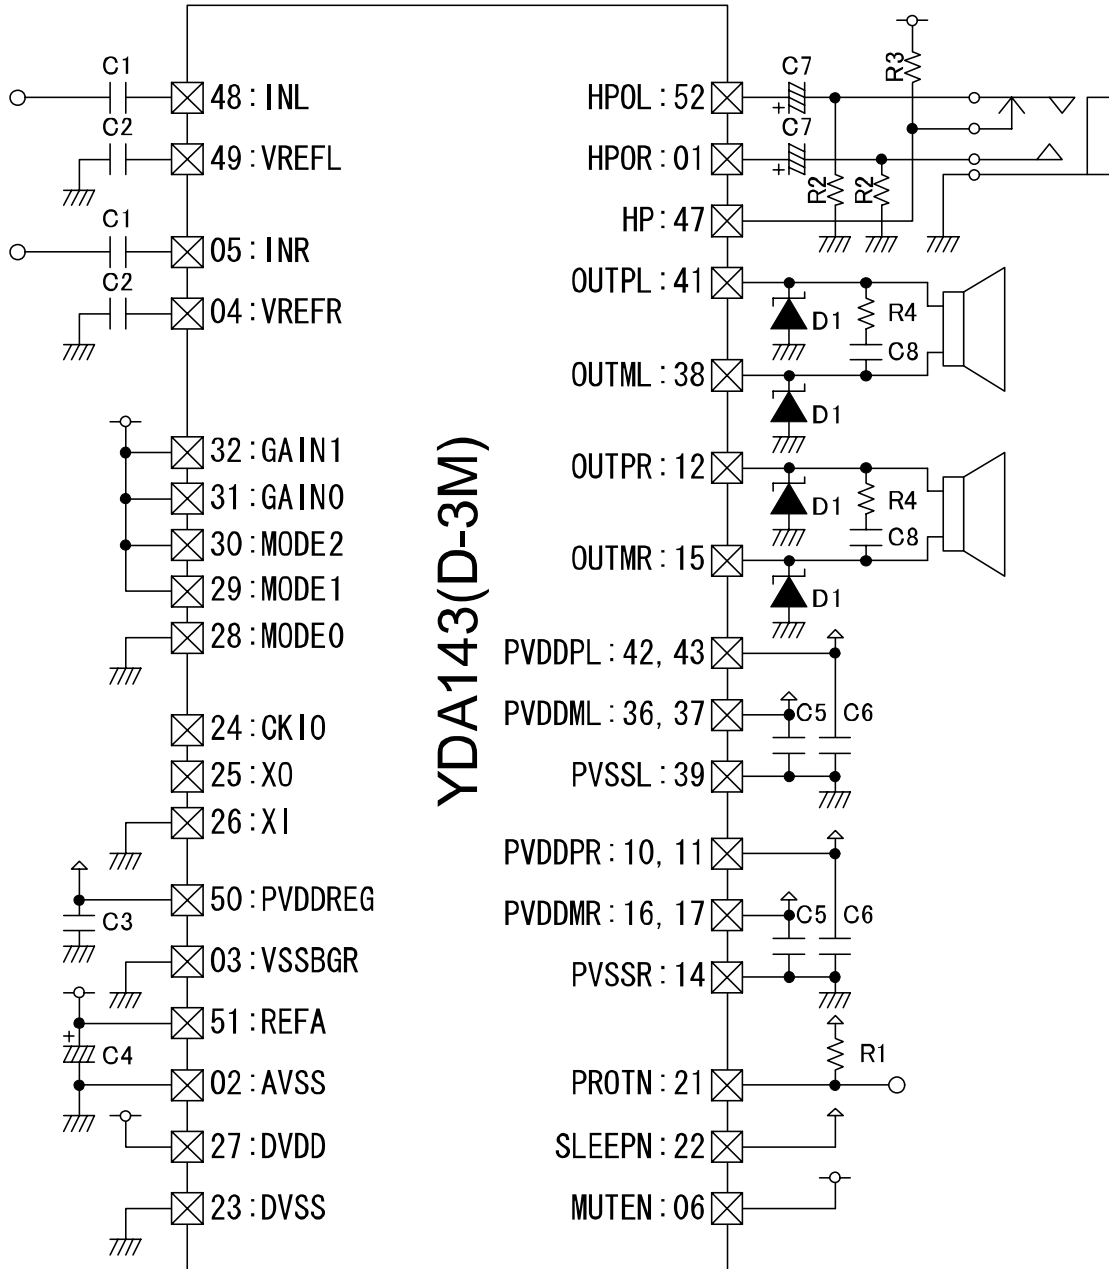 C1
48:INL
C2
49:VREFL
C1
05:INR
C2
04:VREFR
32:GAIN1
31:GAIN0
30:MODE2
29:MODE1
28:MODE0
24:CKIO
25:XO
26:XI
50:PVDDREG
C3
03:VSSBGR
51:REFA
+
C4
02:AVSS
27:DVDD
23:DVSS
YDA143(D-3M)
HPOL:52
C7
+
R3
HPOR:01
C7
+
R2
R2
HP:47
OUTPL:41
D1
R4
C8
OUTML:38
D1
OUTPR:12
D1
R4
C8
OUTMR:15
D1
PVDDPL:42, 43
PVDDML:36, 37
C5
C6
PVSSL:39
PVDDPR:10, 11
PVDDMR:16, 17
C5
C6
PVSSR:14
R1
PROTN:21
SLEEPN:22
MUTEN:06